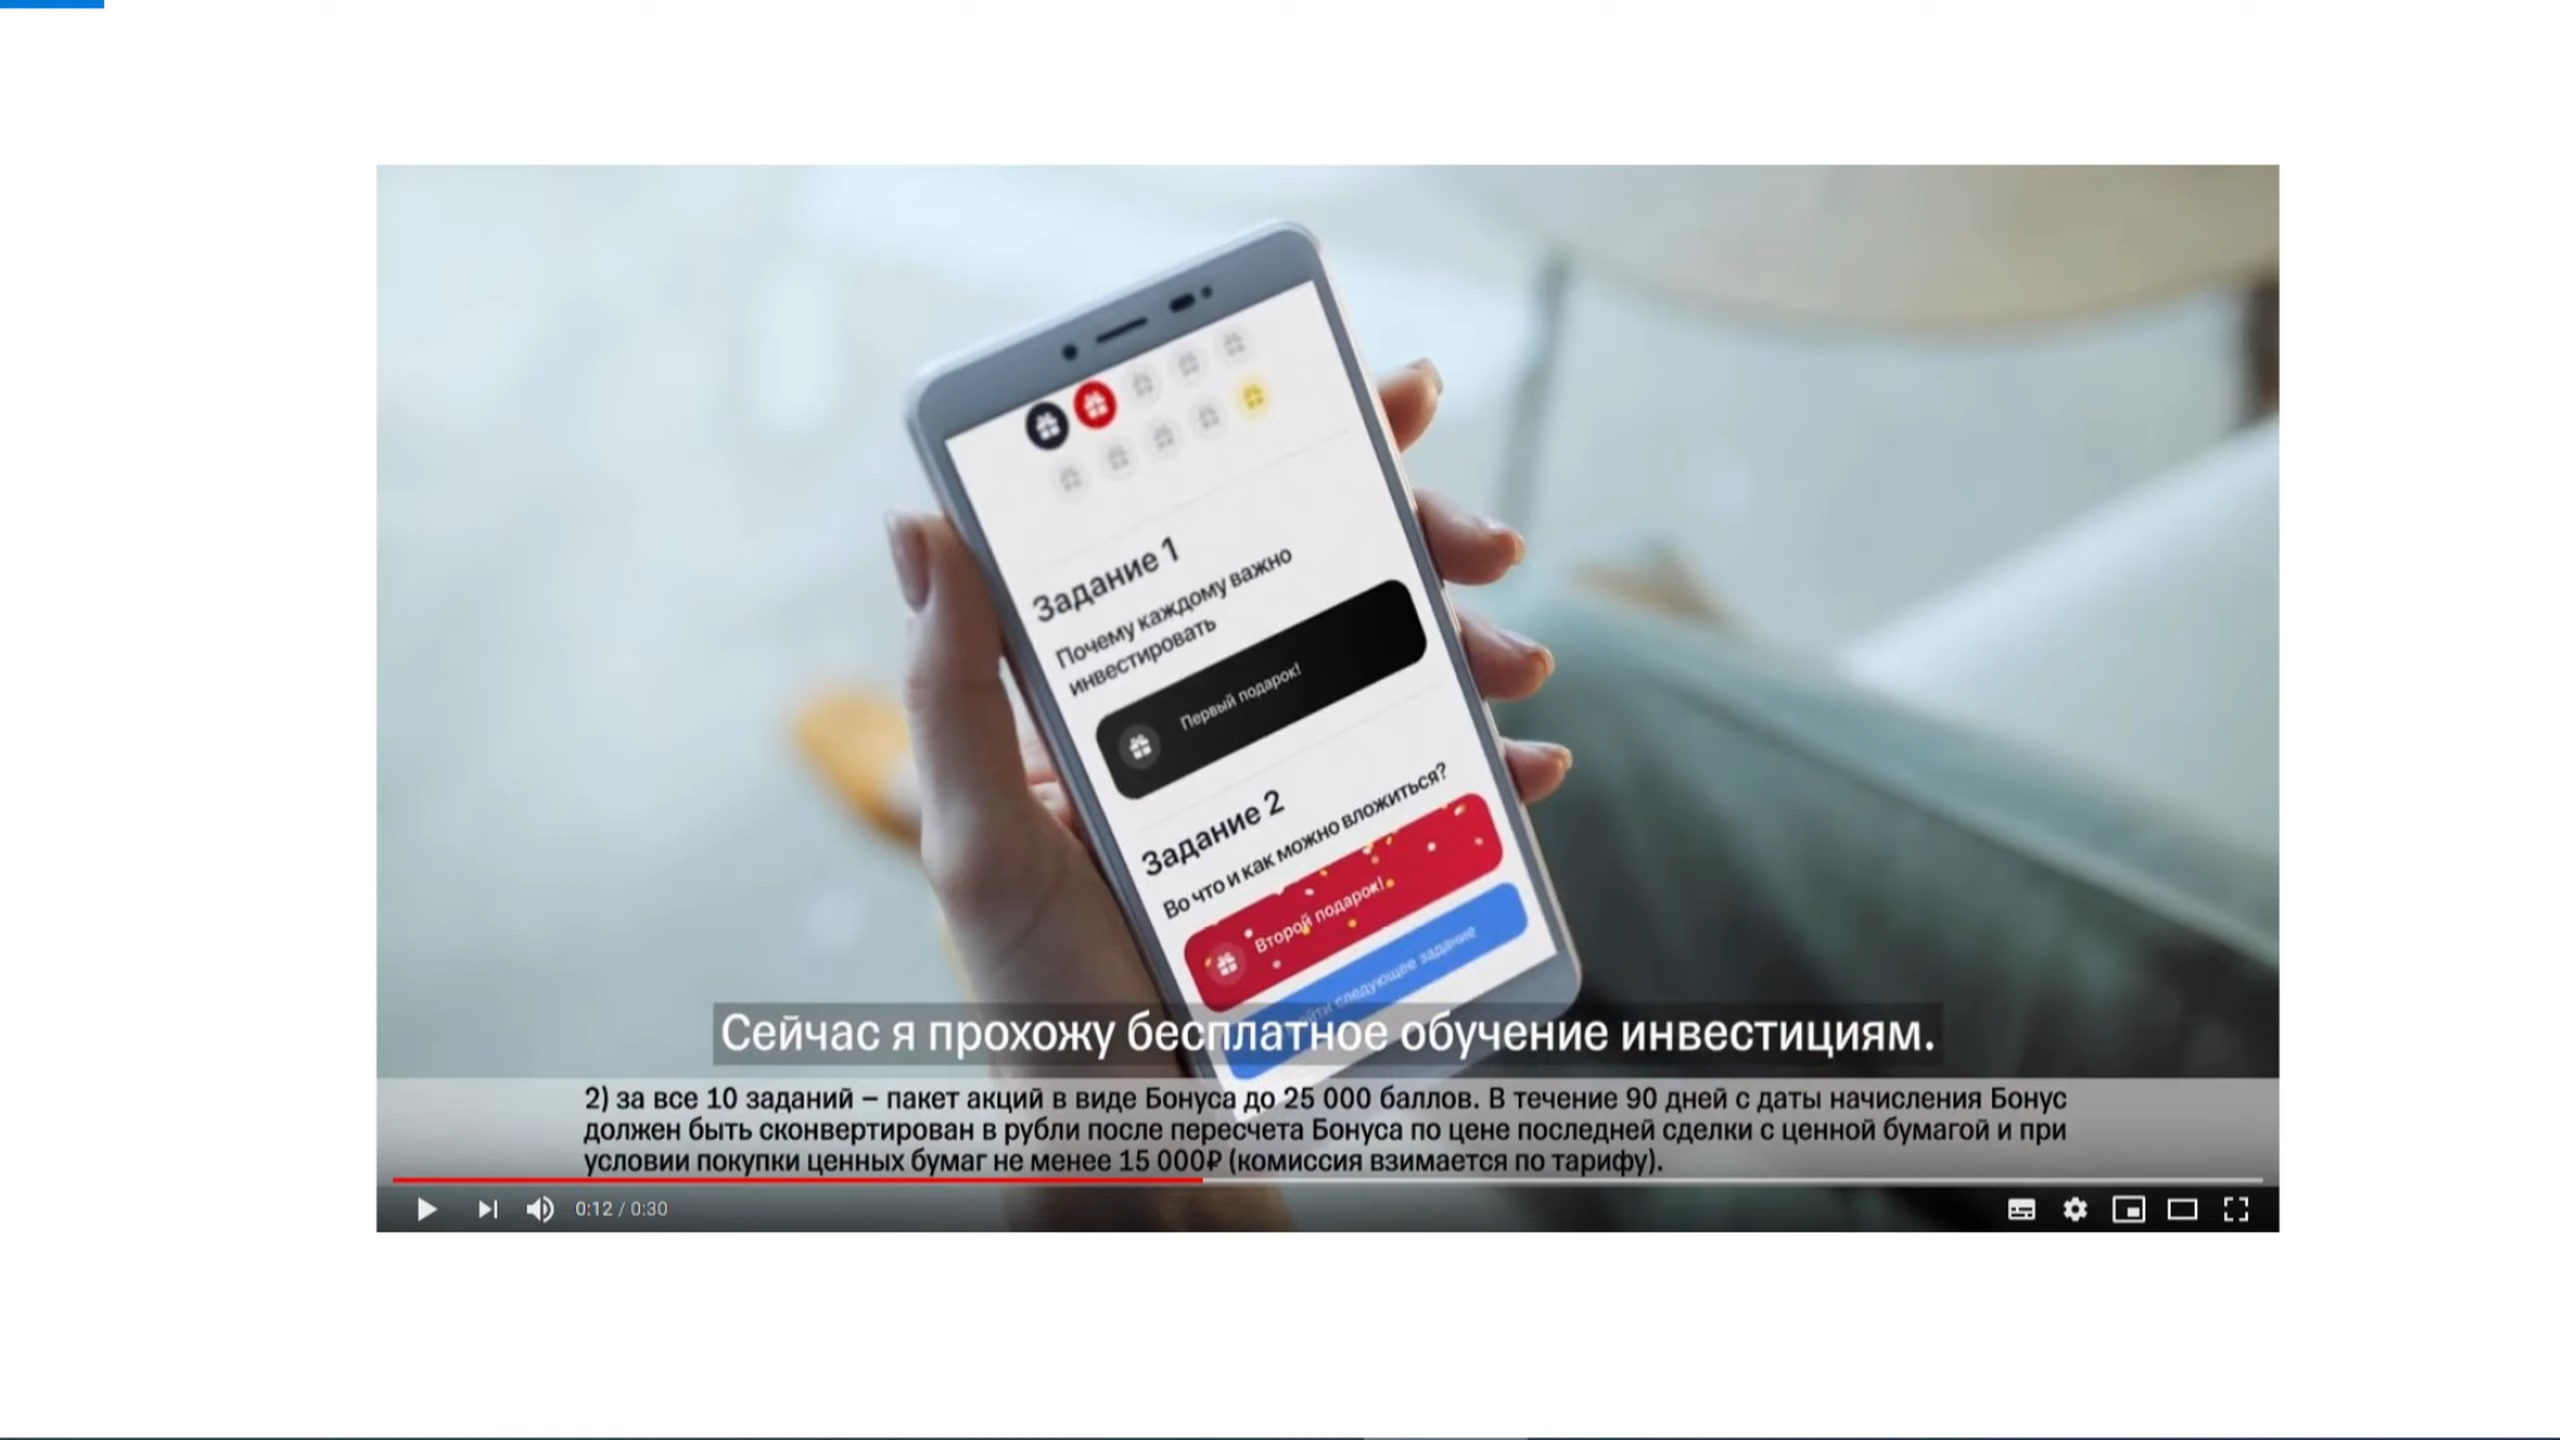 Задание 1
Почему каждому важно
инвестировать
Первый подарок!
Задание 2
Во что и как можно вложиться?
Второй подарок!
следующее задание
Сейчас я прохожу бесплатное обучение инвестициям.
2) за все 10 заданий – пакет акций в виде Бонуса до 25 000 баллов. В течение 90 дней с даты начисления Бонус
должен быть сконвертирован в рубли после пересчета Бонуса по цене последней сделки с ценной бумагой и при
условии покупки ценных бумаг не менее 15 000₽ (комиссия взимается по тарифу).
0:12 / 0:30